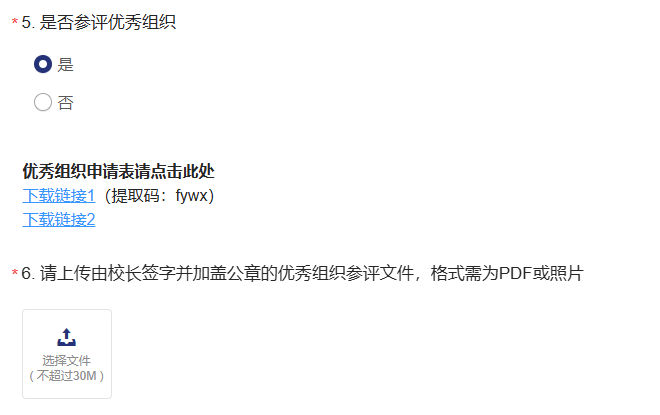 * 5. 是否参评优秀组织
是
否
优秀组织申请表请点击此处
下载链接1（提取码：fywx）
下载链接2
* 6. 请上传由校长签字并加盖公章的优秀组织参评文件，格式需为PDF或照片
选择文件
（不超过30M）